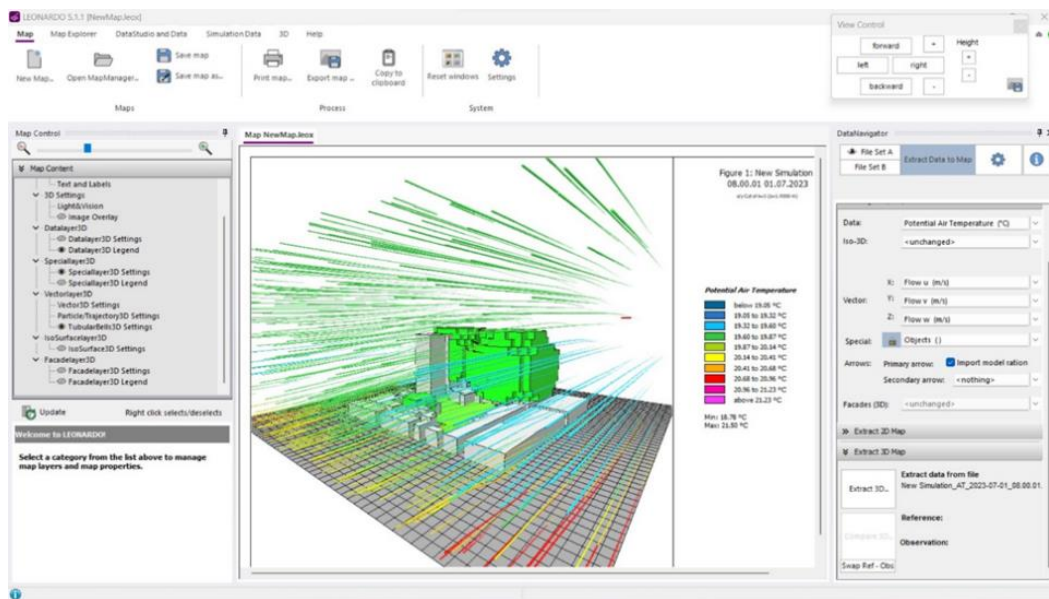 LEONARDO 5.1.1 [NewMap.leox]
Map Map Explorer DataStudio and Data Simulation Data 3D Help
New Map... Open MapManager... Save map
Save map as...
Print map... Export map ... Copy to clipboard
Reset windows Settings
Maps Process System
View Control
forward + Height
left right +
backward - -
Map Control
Map Content
Text and Labels
3D Settings
Light&Vision
Image Overlay
Datalayer3D
Datalayer3D Settings
Datalayer3D Legend
Speciallayer3D
Speciallayer3D Settings
Speciallayer3D Legend
Vectorlayer3D
Vector3D Settings
Particle/Trajectory3D Settings
TubularBells3D Settings
IsoSurfacelayer3D
IsoSurface3D Settings
Facadelayer3D
Facadelayer3D Settings
Facadelayer3D Legend
Update Right click selects/deselects
Welcome to LEONARDO!
Select a category from the list above to manage
map layers and map properties.
Map NewMap.leox
Figure 1: New Simulation
08.00.01 01.07.2023
Potential Air Temperature
below 19.05 °C
19.05 to 19.32 °C
19.32 to 19.60 °C
19.60 to 19.87 °C
19.87 to 20.14 °C
20.14 to 20.41 °C
20.41 to 20.68 °C
20.68 to 20.96 °C
20.96 to 21.23 °C
above 21.23 °C
Min: 18.78 °C
Max: 21.50 °C
DataNavigator
File Set A
File Set B
Extract Data to Map
Data: Potential Air Temperature (°C)
Iso-3D: <unchanged>
X: Flow u (m/s)
Vector: Y: Flow v (m/s)
Z: Flow w (m/s)
Special: Objects ( )
Arrows: Primary arrow: Import model ration
Secondary arrow: <nothing>
Facades (3D): <unchanged>
Extract 2D Map
Extract 3D Map
Extract 3D...
Extract data from file
New Simulation_AT_2023-07-01_08.00.01.
Compare 3D...
Reference:
Observation:
Swap Ref - Obs